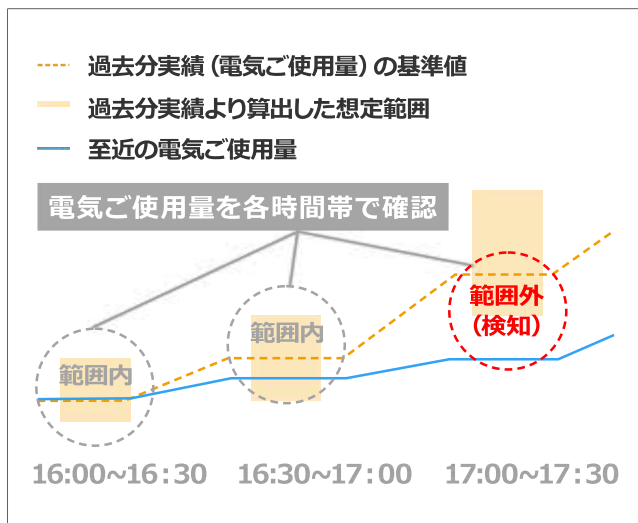 過去分実績（電気ご使用量）の基準値
過去分実績より算出した想定範囲
至近の電気ご使用量
電気ご使用量を各時間帯で確認
範囲内
範囲内
範囲外
（検知）
16:00~16:30
16:30~17:00
17:00~17:30